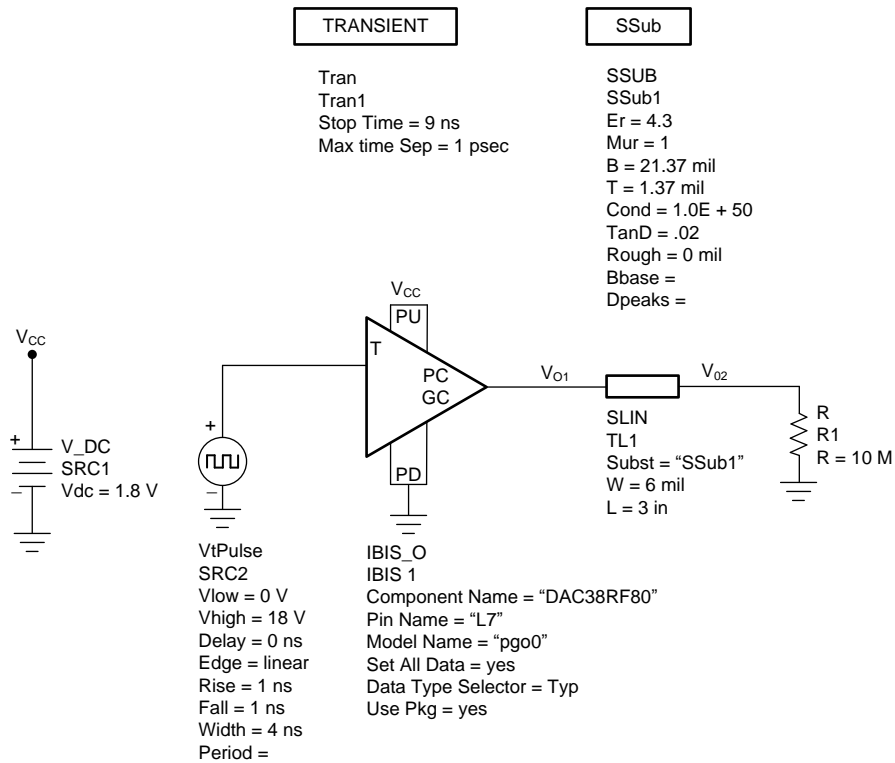 TRANSIENT
SSub
Tran
Tran1
Stop Time = 9 ns
Max time Sep = 1 psec
SSUB
SSub1
Er = 4.3
Mur = 1
B = 21.37 mil
T = 1.37 mil
Cond = 1.0E + 50
TanD = .02
Rough = 0 mil
Bbase =
Dpeaks =
VCC
+
–
V_DC
SRC1
Vdc = 1.8 V
+
–
VtPulse
SRC2
Vlow = 0 V
Vhigh = 18 V
Delay = 0 ns
Edge = linear
Rise = 1 ns
Fall = 1 ns
Width = 4 ns
Period =
VCC
PU
T
PC
GC
PD
IBIS_O
IBIS 1
Component Name = “DAC38RF80”
Pin Name = “L7”
Model Name = “pgo0”
Set All Data = yes
Data Type Selector = Typ
Use Pkg = yes
VO1
SLIN
TL1
Subst = “SSub1”
W = 6 mil
L = 3 in
V02
R
R1
R = 10 M